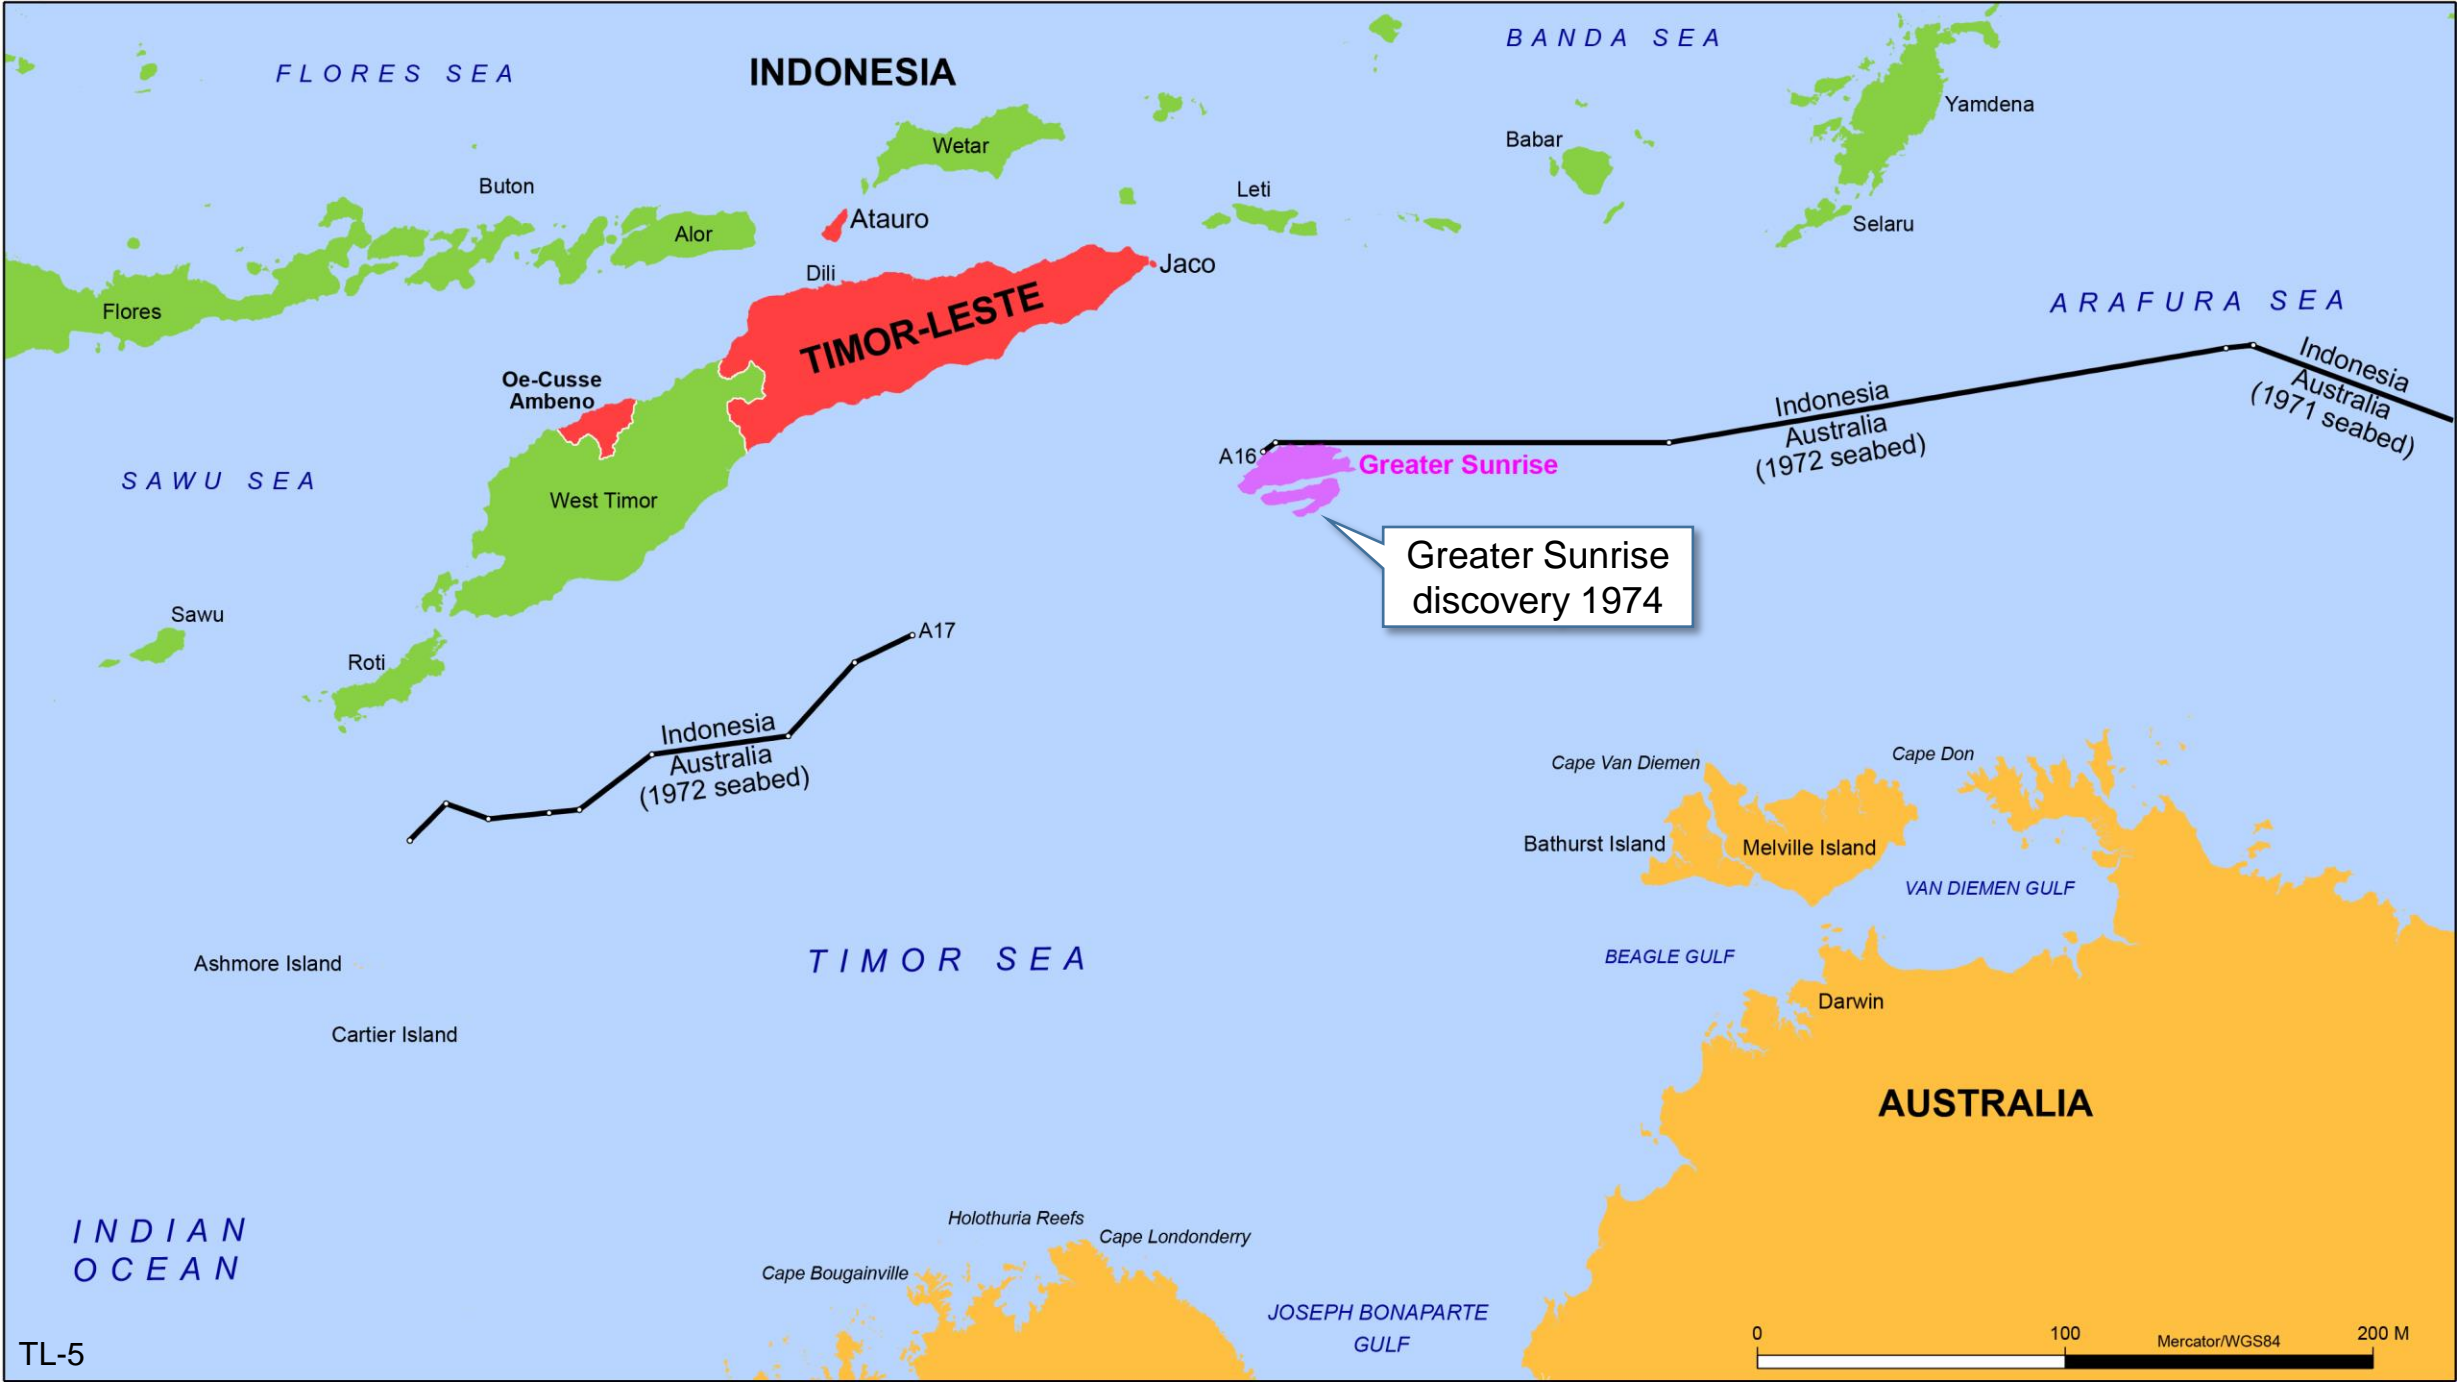 FLORES SEA
INDONESIA
BANDA SEA
Yamdena
Babar
Wetar
Buton
Leti
Atauro
Alor
Selaru
Jaco
Dili
Flores
TIMOR-LESTE
ARAFURA SEA
Indonesia
Australia
(1971 seabed)
Oe-Cusse
Ambeno
Indonesia
Australia
(1972 seabed)
A16
Greater Sunrise
SAWU SEA
West Timor
Greater Sunrise
discovery 1974
Sawu
A17
Roti
Indonesia
Australia
(1972 seabed)
Cape Van Diemen
Cape Don
Bathurst Island
Melville Island
VAN DIEMEN GULF
TIMOR SEA
BEAGLE GULF
Ashmore Island
Darwin
Cartier Island
AUSTRALIA
INDIAN
OCEAN
Holothuria Reefs
Cape Londonderry
Cape Bougainville
JOSEPH BONAPARTE
GULF
0 100 200 M
Mercator/WGS84
TL-5